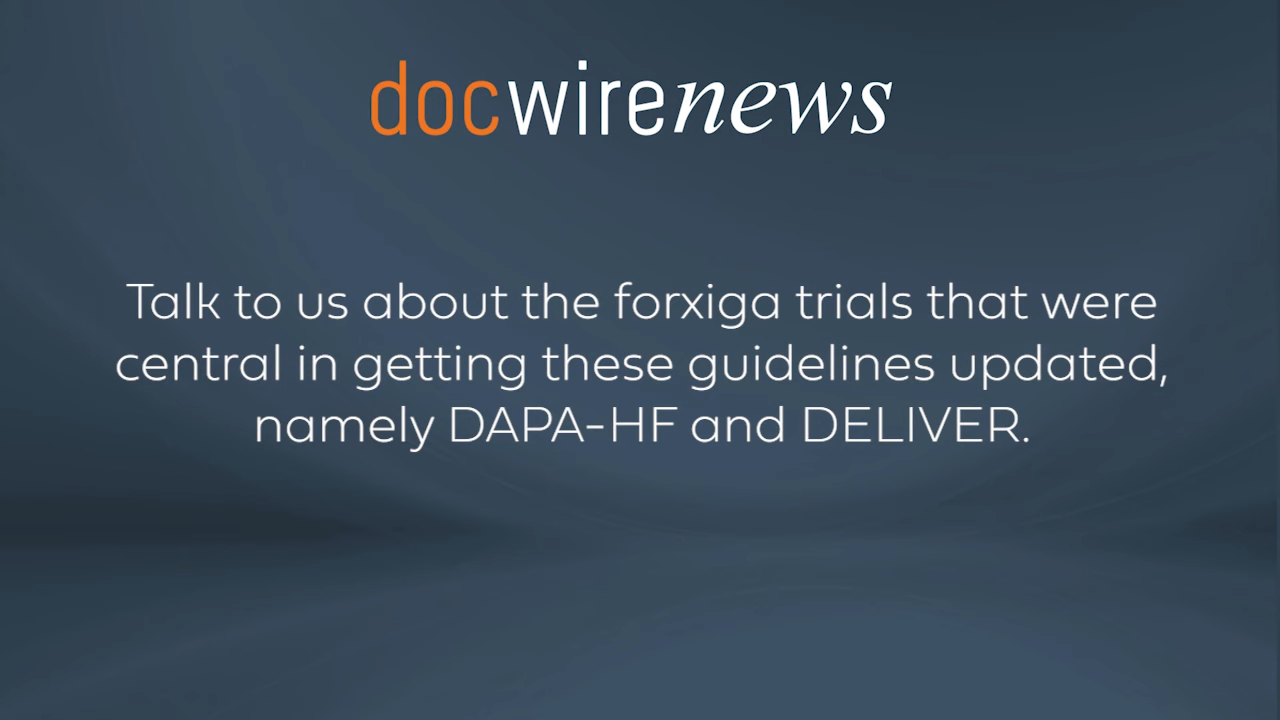 docwirenews
Talk to us about the forxiga trials that were
central in getting these guidelines updated,
namely DAPA-HF and DELIVER.